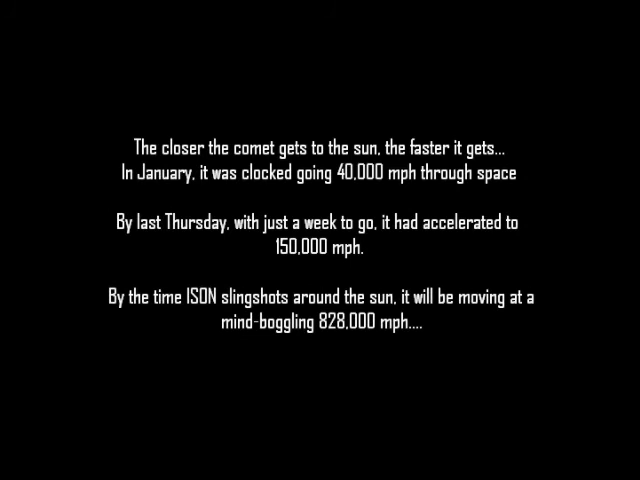 The closer the comet gets to the sun, the faster it gets...
In January, it was clocked going 40,000 mph through space
By last Thursday, with just a week to go, it had accelerated to
150,000 mph.
By the time ISON slingshots around the sun, it will be moving at a
mind-boggling 828,000 mph....